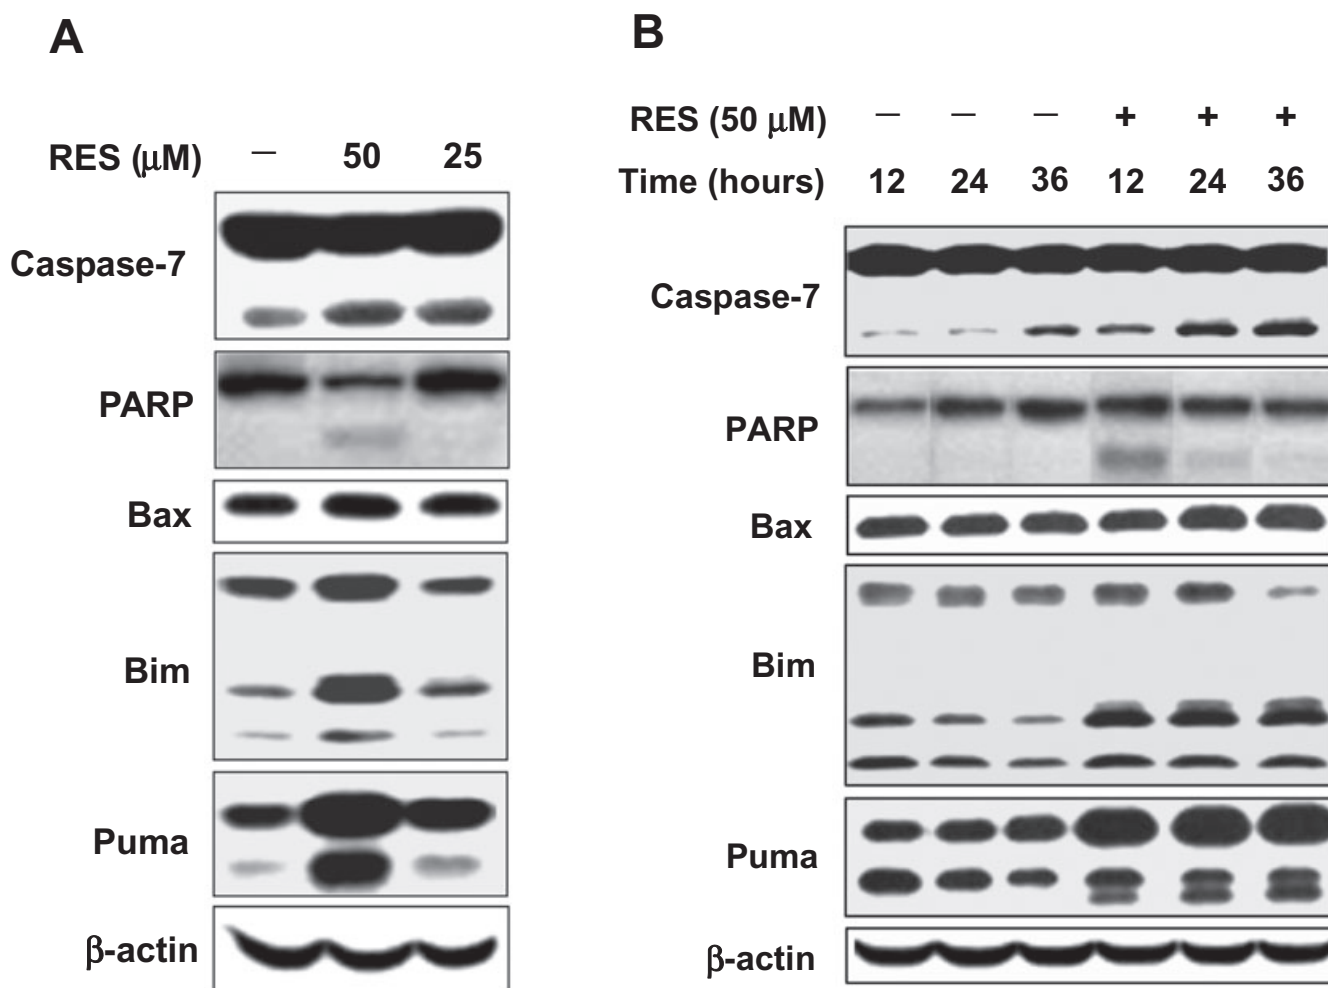 A
RES (μM) – 50 25
Caspase-7
PARP
Bax
Bim
Puma
β-actin
B
RES (50 μM) – – – + + +
Time (hours) 12 24 36 12 24 36
Caspase-7
PARP
Bax
Bim
Puma
β-actin